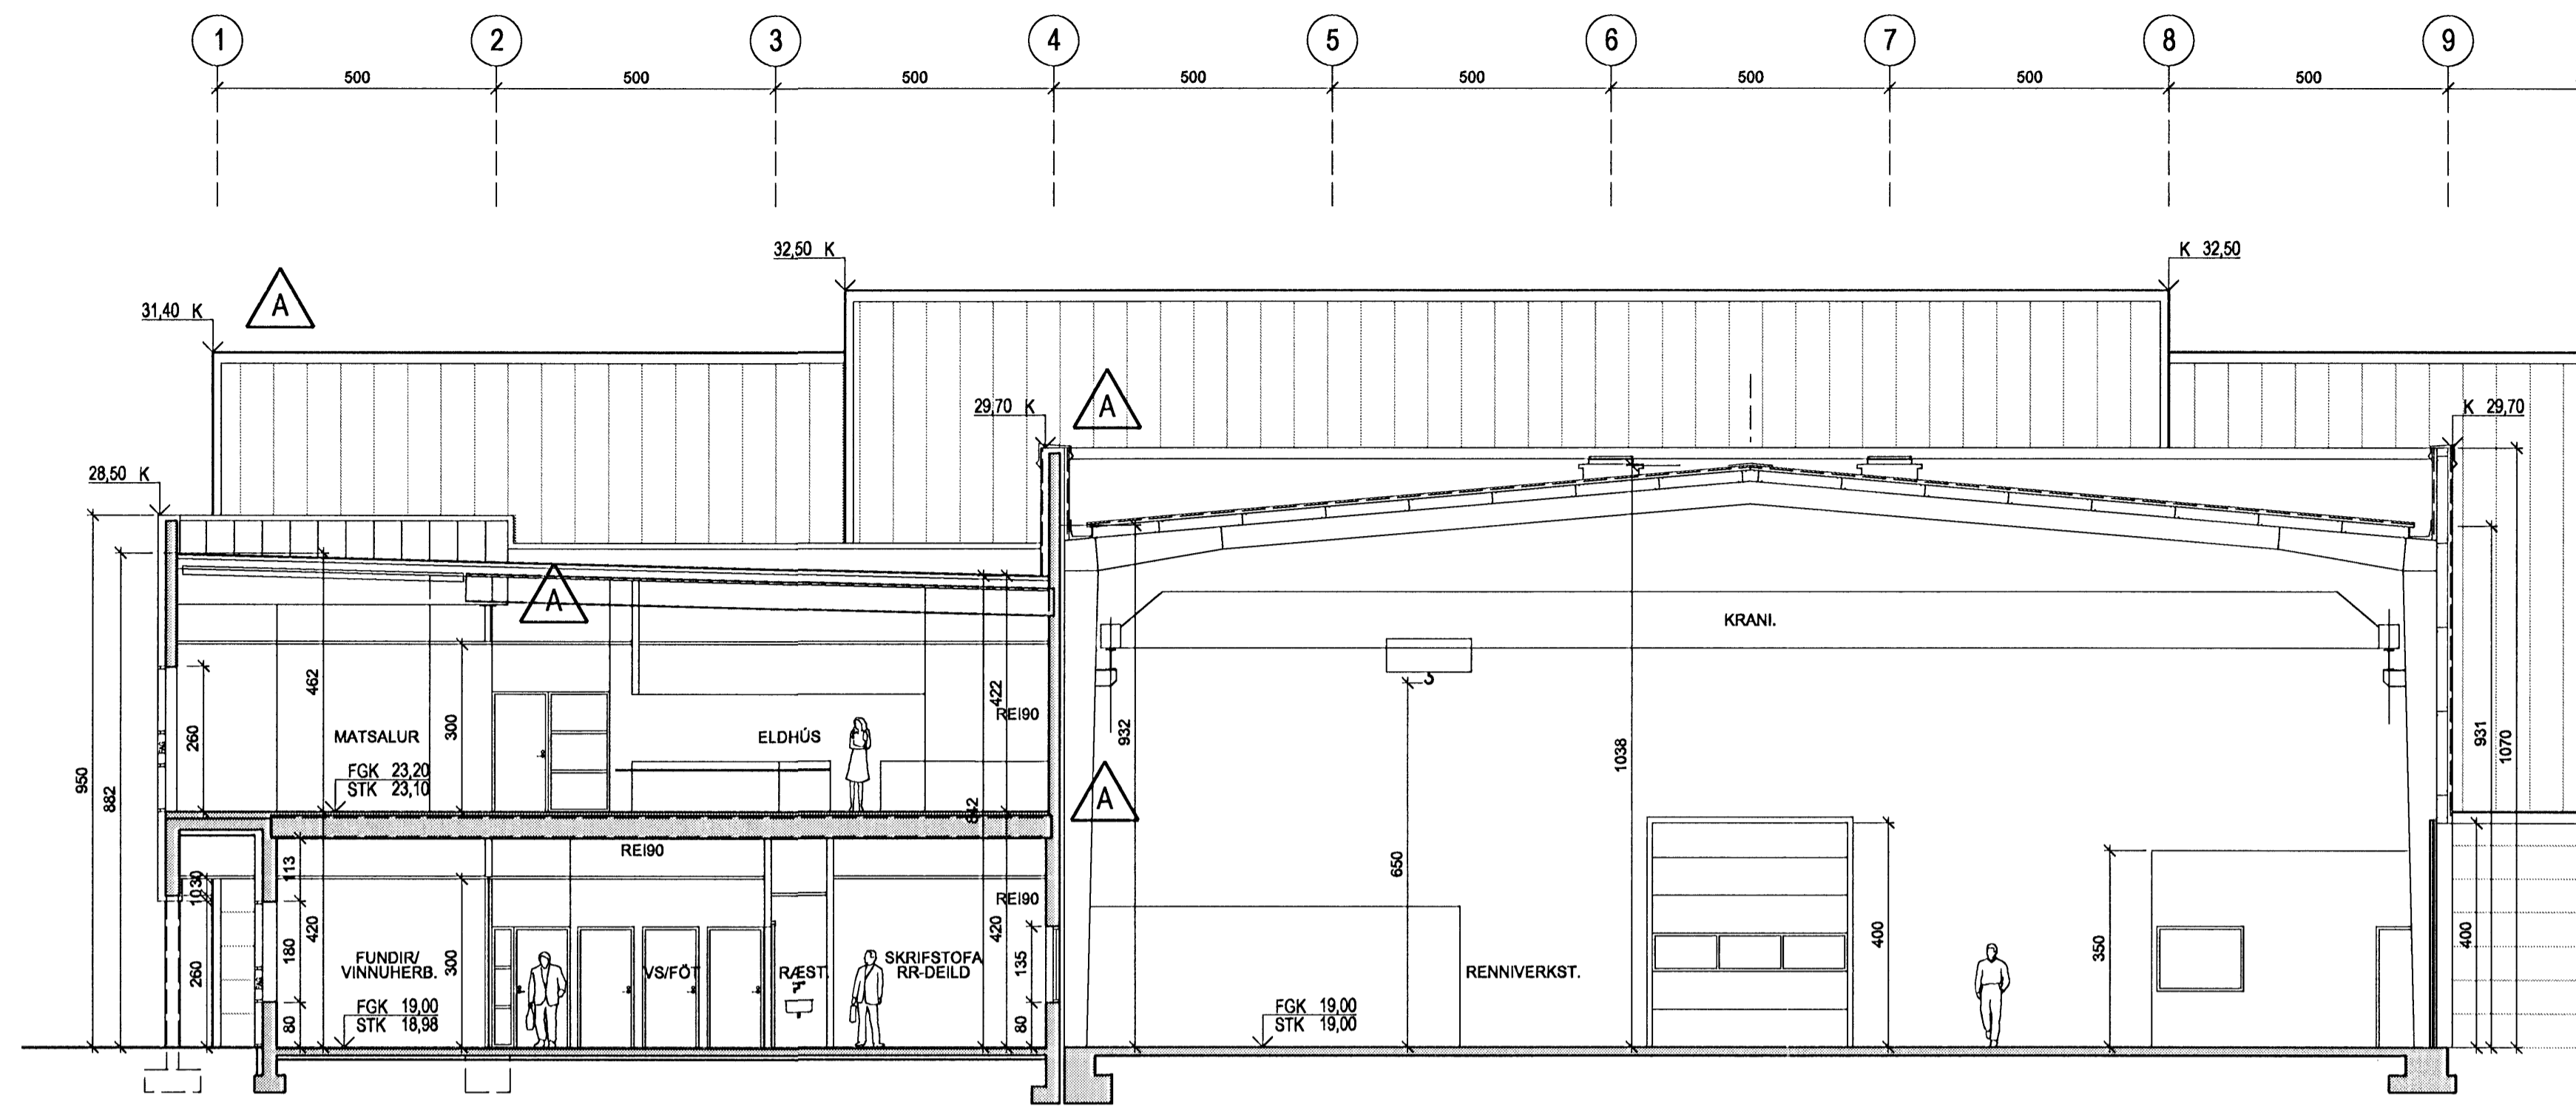 1 2 3 4 5 6 7 8 9
500 500 500 500 500 500 500 500
32,50 K
K 32,50
A
31,40 K
A
29,70 K
K 29,70
28,50 K
A
KRANI.
950
882
260
462
MATSALUR
300
ELDHÚS
422
REI90
842
932
1038
931
1070
FGK 23,20
STK 23,10
A
REI90
113
1030
REI90
180
420
260
80
FUNDIR/
VINNUHERB.
300
VS/FÖT
RÆST.
SKRIFSTOFA
RR-DEILD
420
135
80
650
RENNIVERKST.
400
350
400
FGK 19,00
STK 18,98
FGK 19,00
STK 19,00